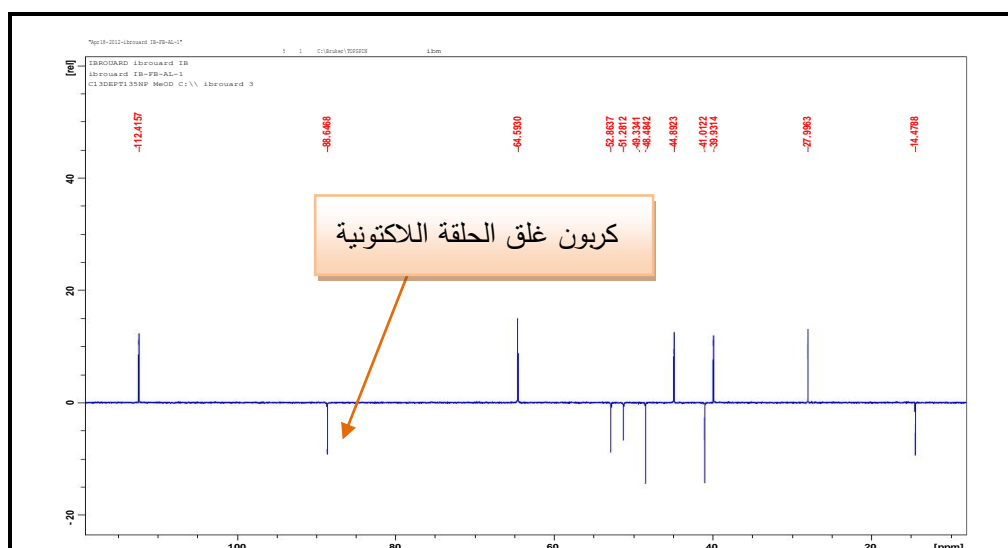 "Apr18-2012-ibrouard IB-FB-AL-1"
5 1 C:\Bruker\TOPSPIN ibm
IBROUARD ibrouard IB
ibrouard IB-FB-AL-1
C13DEPT135NP MeOD C:\\ ibrouard 3
[rel]
112.4157
88.6468
64.5930
52.8637
51.2812
49.3341
48.4842
44.8923
41.0122
39.9314
27.9963
14.4788
40
20
0
-20
كربون غلق الحلقة اللاكتونية
100 80 60 40 20 [ppm]